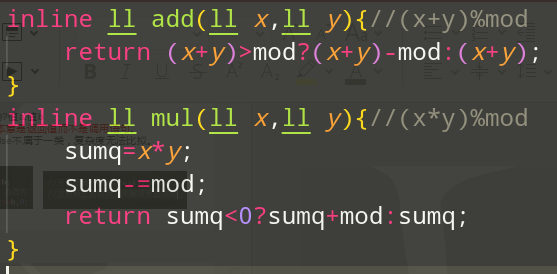 inline ll add(ll x,ll y){//(x+y)%mod
    return (x+y)>mod?(x+y)-mod:(x+y);
}
inline ll mul(ll x,ll y){//(x*y)%mod
    sumq=x*y;
    sumq-=mod;
    return sumq<0?sumq+mod:sumq;
}